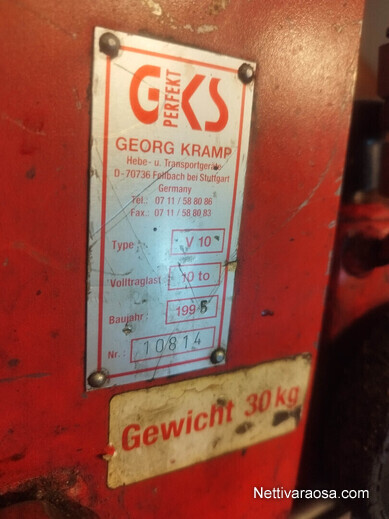 GKS
PERFEKT
GEORG KRAMP
Hebe- u. Transportgeräte
D-70736 Fellbach bei Stuttgart
Germany
Tel.: 07 11 / 58 80 86
Fax.: 07 11 / 58 80 83
Type: V 10
Volltraglast 10 to
Baujahr: 1995
Nr.: 10814
Gewicht 30 kg
Nettivaraosa.com